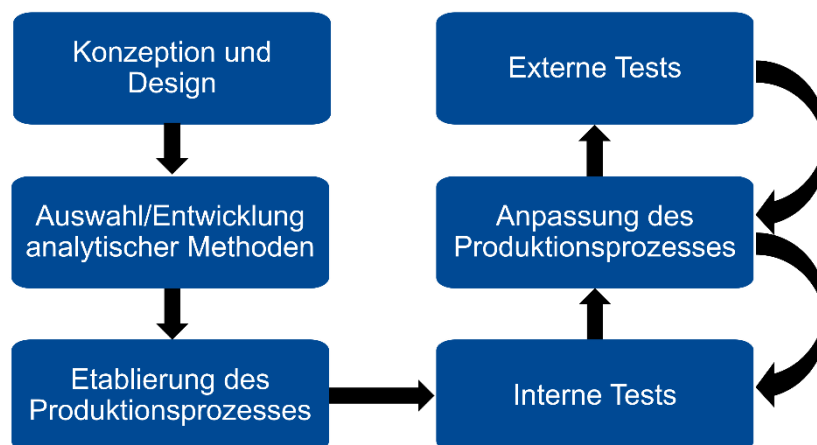 Konzeption und
Design
Auswahl/Entwicklung
analytischer Methoden
Etablierung des
Produktionsprozesses
Externe Tests
Anpassung des
Produktionsprozesses
Interne Tests